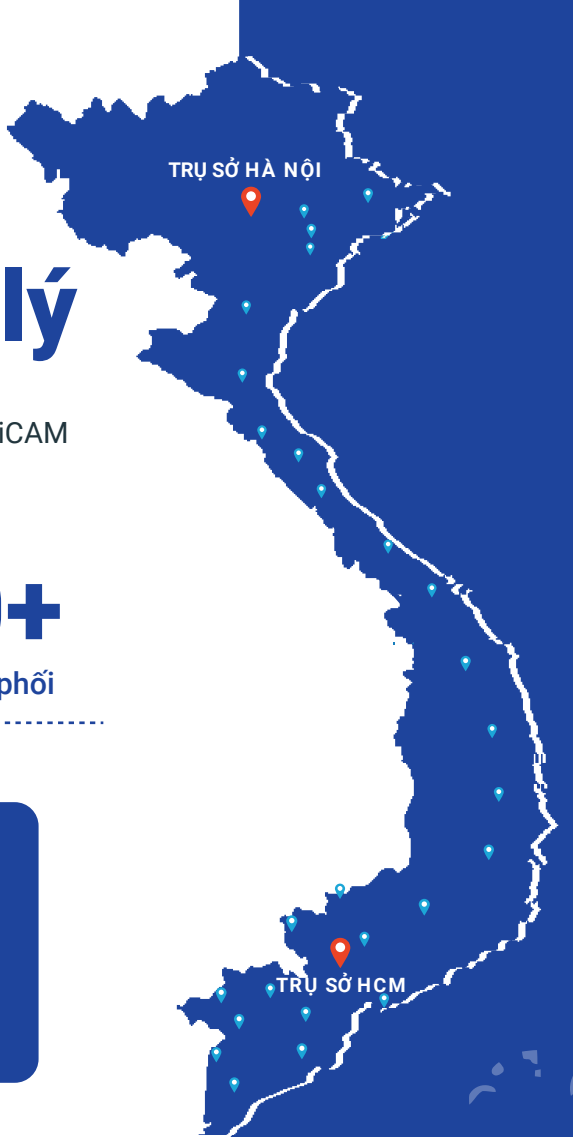 TRỤ SỞ HÀ NỘI
lý
iCAM
+
phối
TRỤ SỞ HCM